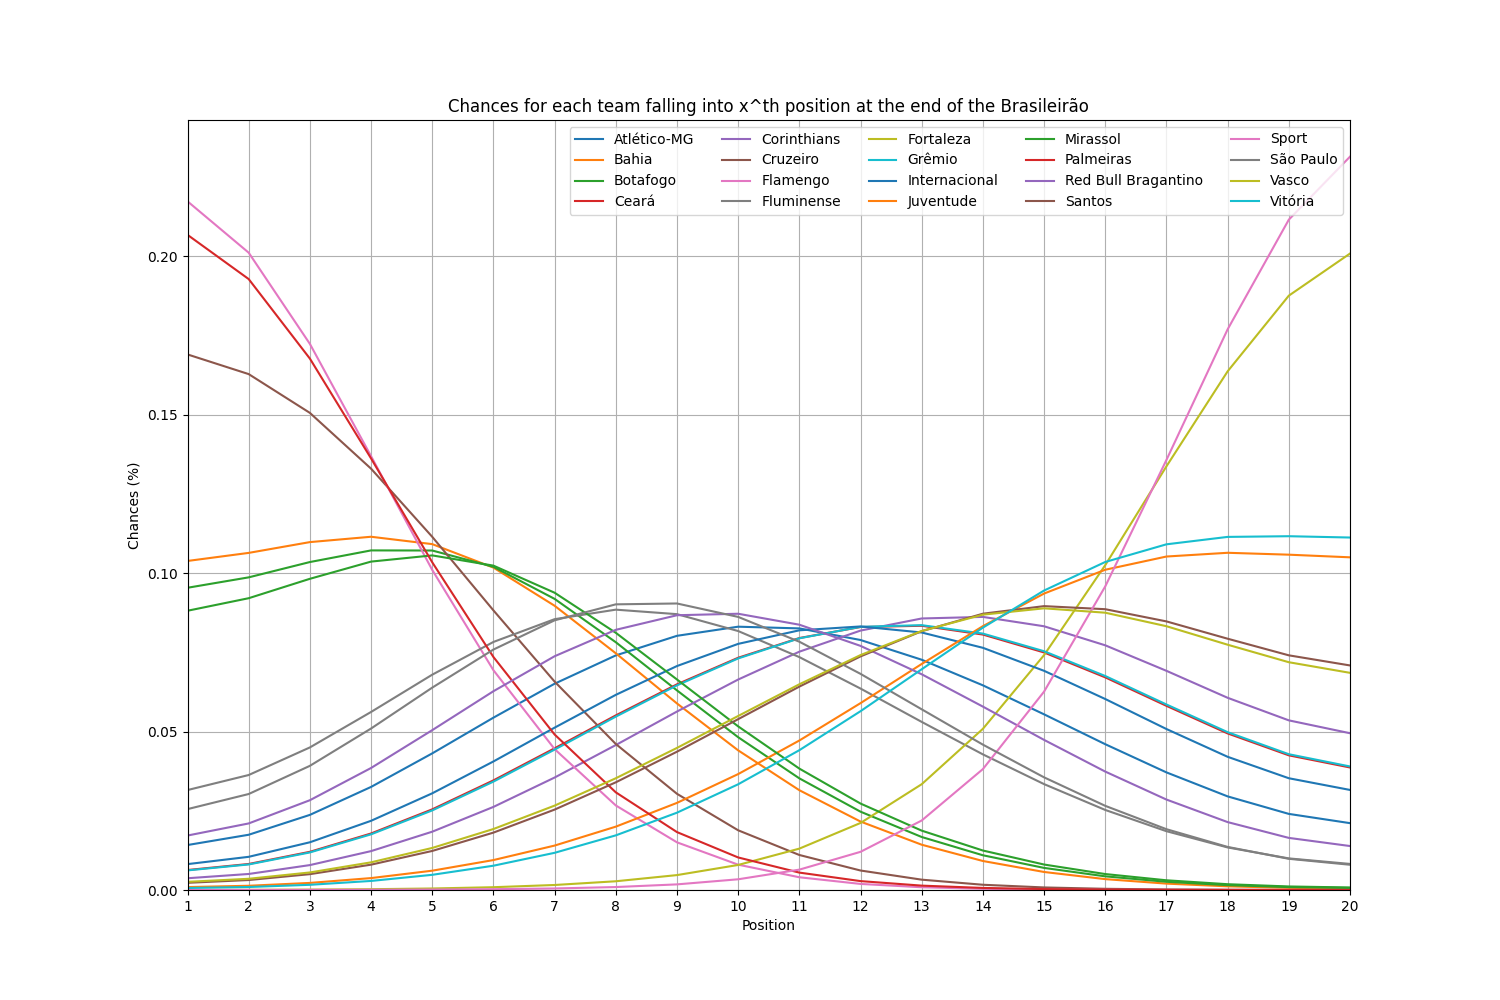 Chances for each team falling into x^th position at the end of the Brasileirão
Atlético-MG
Bahia
Botafogo
Ceará
Corinthians
Cruzeiro
Flamengo
Fluminense
Fortaleza
Grêmio
Internacional
Juventude
Mirassol
Palmeiras
Red Bull Bragantino
Santos
Sport
São Paulo
Vasco
Vitória
Chances (%)
0.20
0.15
0.10
0.05
0.00
1 2 3 4 5 6 7 8 9 10 11 12 13 14 15 16 17 18 19 20
Position